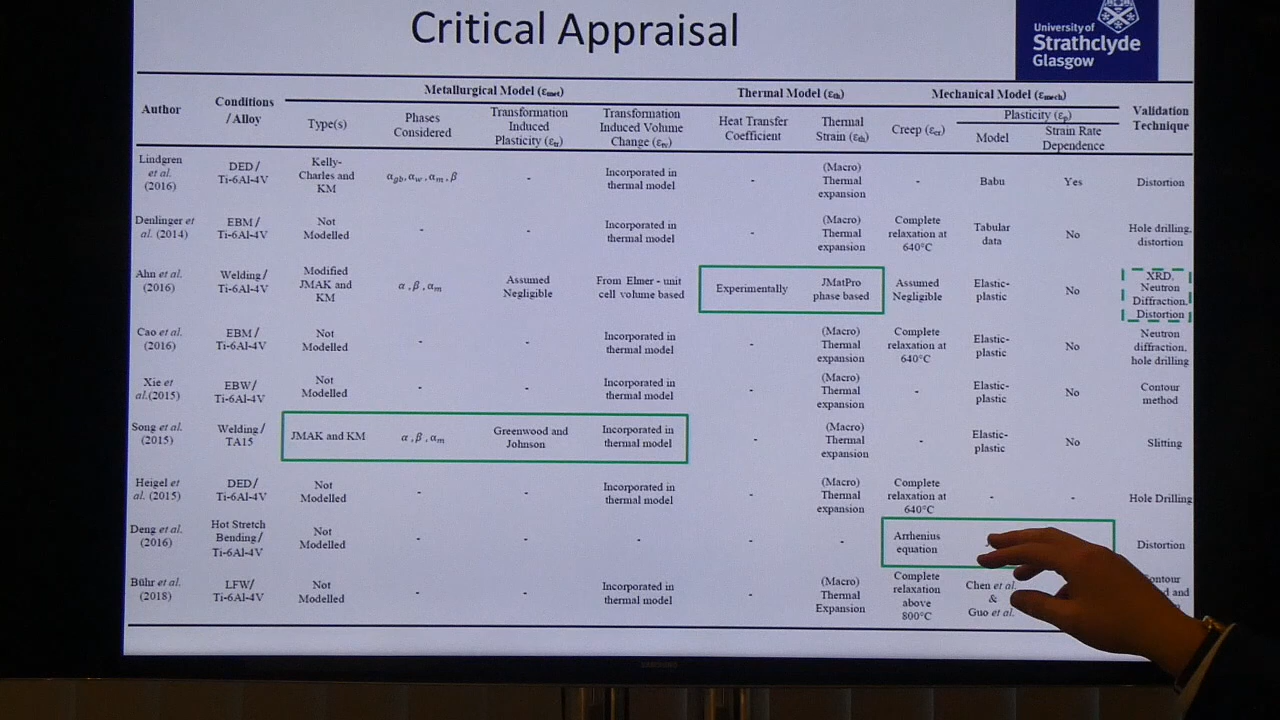 Critical Appraisal
University of
Strathclyde
Glasgow
Author
Conditions
/ Alloy
Metallurgical Model (εmet)
Type(s)
Phases
Considered
Transformation
Induced
Plasticity (εtr)
Transformation
Induced Volume
Change (εtv)
Thermal Model (εth)
Heat Transfer
Coefficient
Thermal
Strain (εth)
Mechanical Model (εmech)
Creep (εcr)
Plasticity (εp)
Model
Strain Rate
Dependence
Validation
Technique
Lindgren
et al.
(2016)
DED /
Ti-6Al-4V
Kelly-
Charles and
KM
αgb, αw, αm, β
-
Incorporated in
thermal model
-
(Macro)
Thermal
expansion
-
Babu
Yes
Distortion
Denlinger et
al. (2014)
EBM /
Ti-6Al-4V
Not
Modelled
-
-
Incorporated in
thermal model
-
(Macro)
Thermal
expansion
Complete
relaxation at
640°C
Tabular
data
No
Hole drilling,
distortion
Ahn et al.
(2016)
Welding /
Ti-6Al-4V
Modified
JMAK and
KM
α , β , αm
Assumed
Negligible
From Elmer - unit
cell volume based
Experimentally
JMatPro
phase based
Assumed
Negligible
Elastic-
plastic
No
XRD,
Neutron
Diffraction,
Distortion
Cao et al.
(2016)
EBM /
Ti-6Al-4V
Not
Modelled
-
-
Incorporated in
thermal model
-
(Macro)
Thermal
expansion
Complete
relaxation at
640°C
Elastic-
plastic
No
Neutron
diffraction,
hole drilling
Xie et
al.(2015)
EBW /
Ti-6Al-4V
Not
Modelled
-
-
Incorporated in
thermal model
-
(Macro)
Thermal
expansion
-
Elastic-
plastic
No
Contour
method
Song et al.
(2015)
Welding /
TA15
JMAK and KM
α , β , αm
Greenwood and
Johnson
Incorporated in
thermal model
-
(Macro)
Thermal
expansion
-
Elastic-
plastic
No
Slitting
Heigel et
al. (2015)
DED /
Ti-6Al-4V
Not
Modelled
-
-
Incorporated in
thermal model
-
(Macro)
Thermal
expansion
Complete
relaxation at
640°C
-
-
Hole Drilling
Deng et al.
(2016)
Hot Stretch
Bending /
Ti-6Al-4V
Not
Modelled
-
-
-
-
-
Arrhenius
equation
Distortion
Bühr et al.
(2018)
LFW/
Ti-6Al-4V
Not
Modelled
-
-
Incorporated in
thermal model
-
(Macro)
Thermal
Expansion
Complete
relaxation
above
800°C
Chen et al.
&
Guo et al.
SAMSUNG